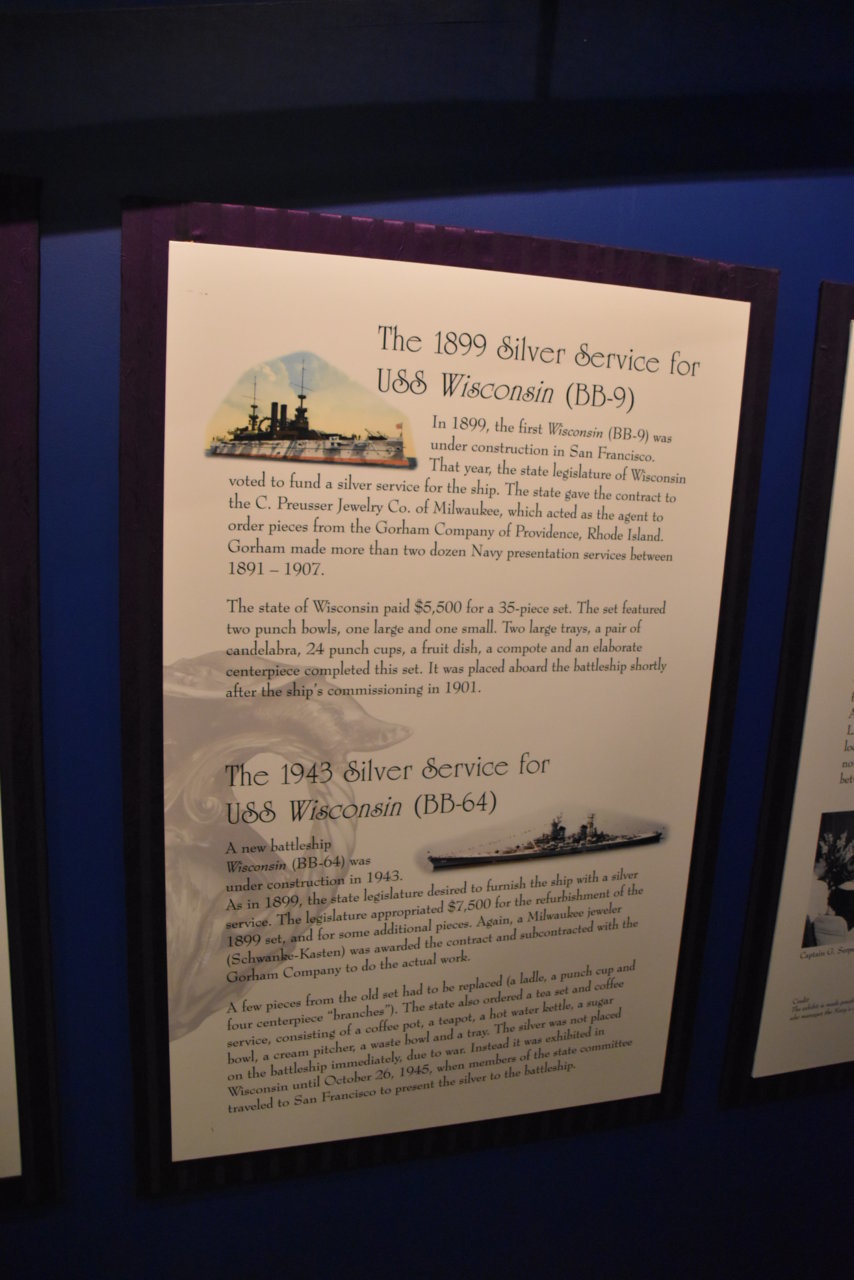 The 1899 Silver Service for
USS Wisconsin (BB-9)
In 1899, the first Wisconsin (BB-9) was
under construction in San Francisco.
That year, the state legislature of Wisconsin
voted to fund a silver service for the ship. The state gave the contract to
the C. Preusser Jewelry Co. of Milwaukee, which acted as the agent to
order pieces from the Gorham Company of Providence, Rhode Island.
Gorham made more than two dozen Navy presentation services between
1891 – 1907.
The state of Wisconsin paid $5,500 for a 35-piece set. The set featured
two punch bowls, one large and one small. Two large trays, a pair of
candelabra, 24 punch cups, a fruit dish, a compote and an elaborate
centerpiece completed this set. It was placed aboard the battleship shortly
after the ship's commissioning in 1901.
The 1943 Silver Service for
USS Wisconsin (BB-64)
A new battleship
Wisconsin (BB-64) was
under construction in 1943.
As in 1899, the state legislature desired to furnish the ship with a silver
service. The legislature appropriated $7,500 for the refurbishment of the
1899 set, and for some additional pieces. Again, a Milwaukee jeweler
(Schwanke-Kasten) was awarded the contract and subcontracted with the
Gorham Company to do the actual work.
A few pieces from the old set had to be replaced (a ladle, a punch cup and
four centerpiece "branches"). The state also ordered a tea set and coffee
service, consisting of a coffee pot, a teapot, a hot water kettle, a sugar
bowl, a cream pitcher, a waste bowl and a tray. The silver was not placed
on the battleship immediately, due to war. Instead it was exhibited in
Wisconsin until October 26, 1945, when members of the state committee
traveled to San Francisco to present the silver to the battleship.
Captain G.